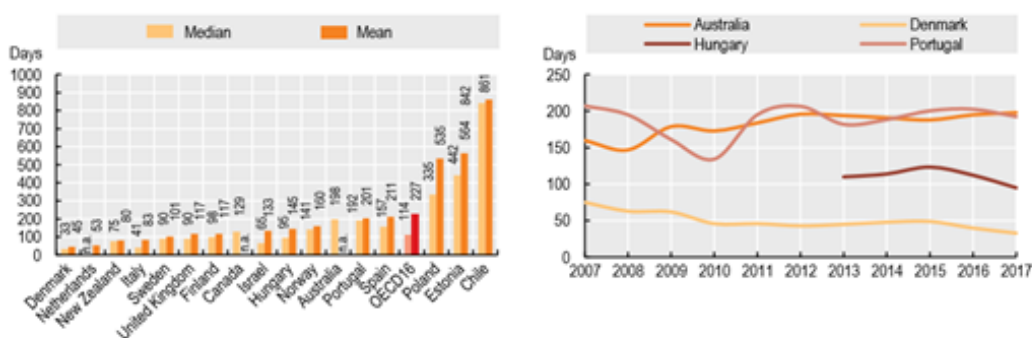 Median
Mean
Days
1000
900
800
700
600
500
400
300
200
100
0
33
45
n.a.
53
75
80
41
83
90
101
90
117
98
117
129
n.a.
65
133
95
145
141
160
198
n.a.
192
201
157
211
114
227
335
535
442
564
842
861
Denmark
Netherlands
New Zealand
Italy
Sweden
United Kingdom
Finland
Canada
Israel
Hungary
Norway
Australia
Portugal
Spain
OECD16
Poland
Estonia
Chile
Australia
Denmark
Hungary
Portugal
Days
250
200
150
100
50
0
2007 2008 2009 2010 2011 2012 2013 2014 2015 2016 2017